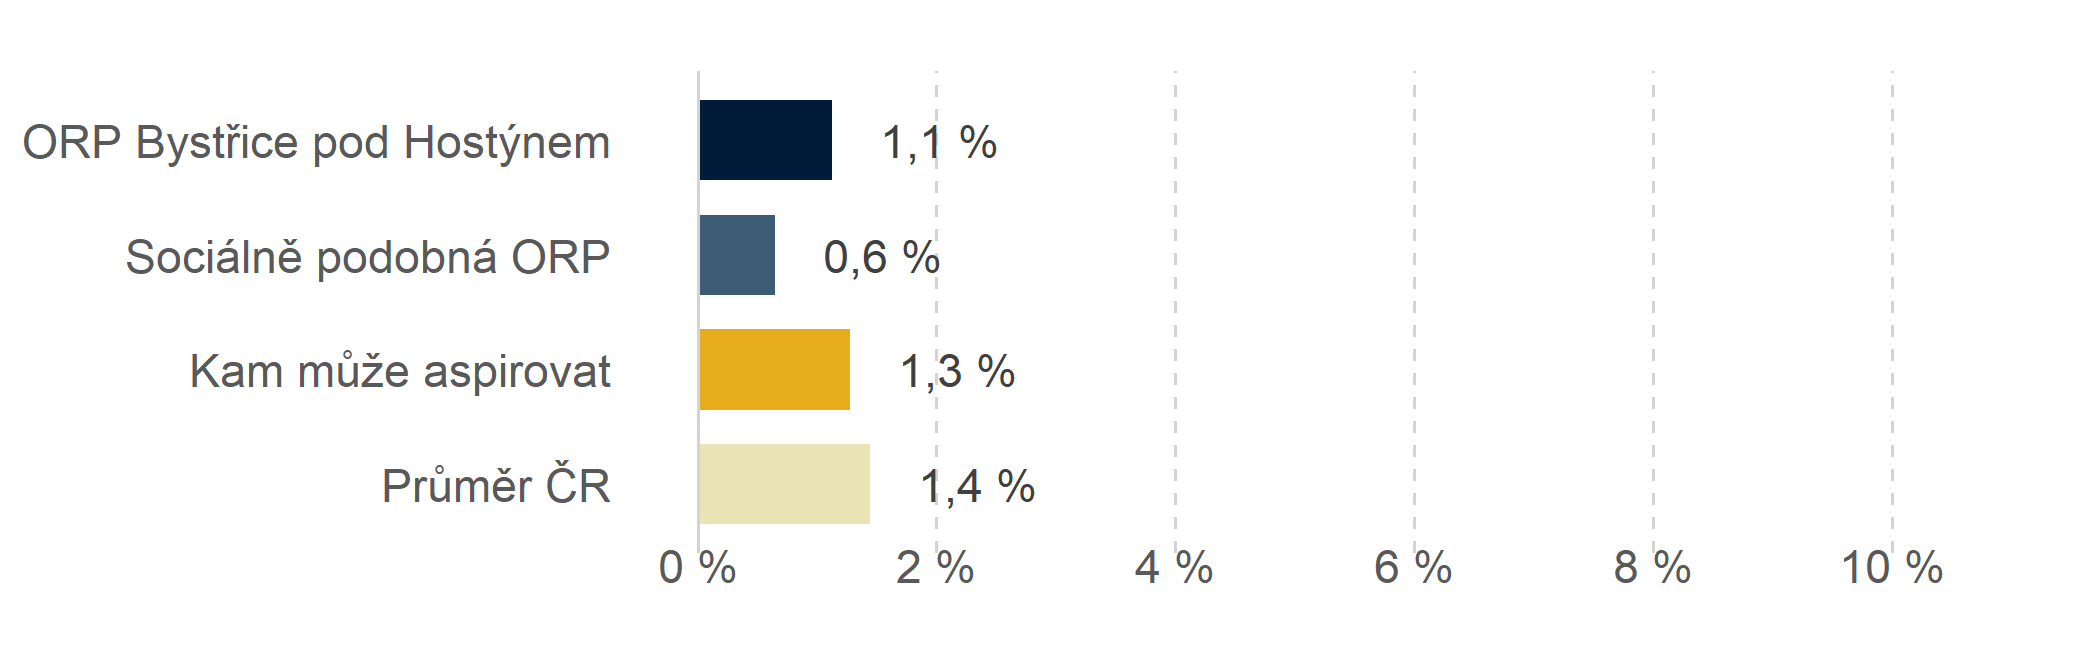 ORP Bystřice pod Hostýnem 1,1 %
Sociálně podobná ORP 0,6 %
Kam může aspirovat 1,3 %
Průměr ČR 1,4 %
0 % 2 % 4 % 6 % 8 % 10 %